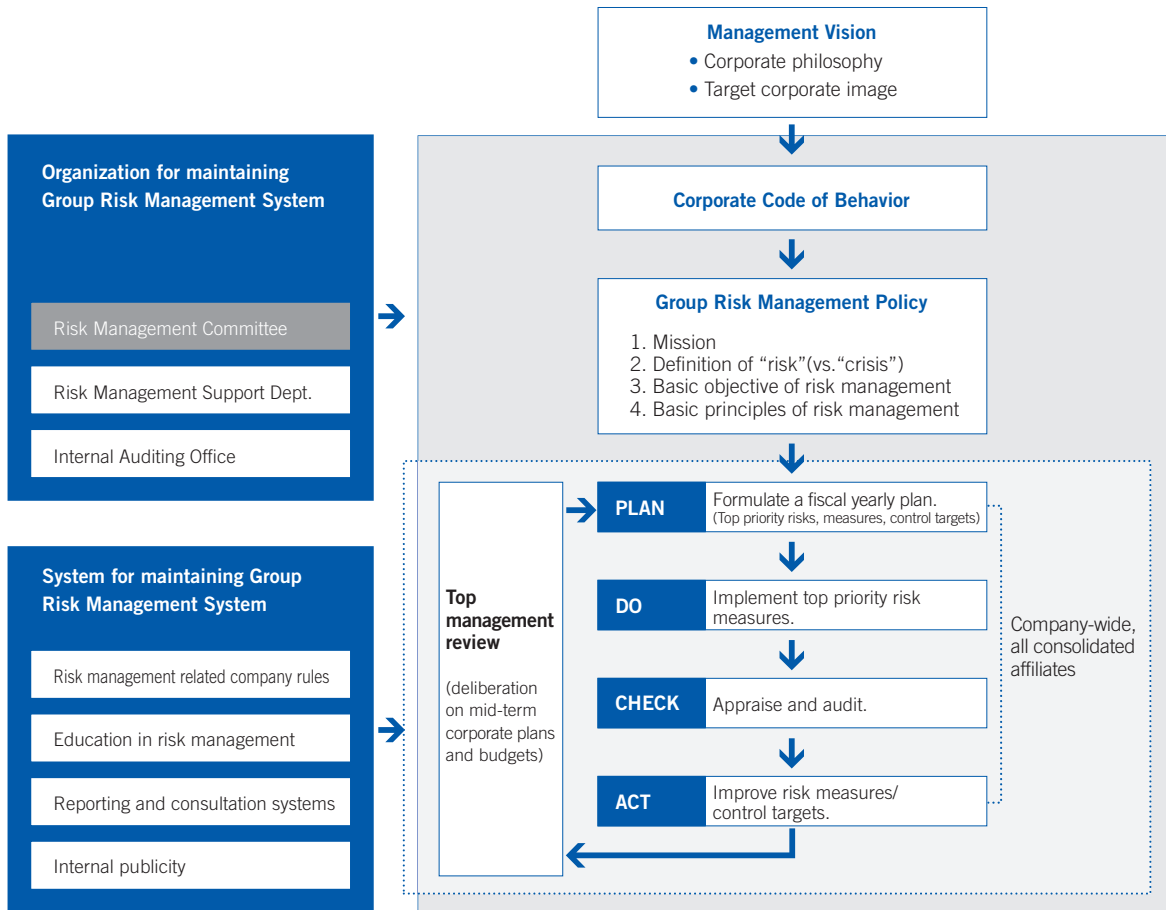 Management Vision
• Corporate philosophy
• Target corporate image
Organization for maintaining
Group Risk Management System
Risk Management Committee
Risk Management Support Dept.
Internal Auditing Office
System for maintaining Group
Risk Management System
Risk management related company rules
Education in risk management
Reporting and consultation systems
Internal publicity
Corporate Code of Behavior
Group Risk Management Policy
1. Mission
2. Definition of “risk”(vs.“crisis”)
3. Basic objective of risk management
4. Basic principles of risk management
Top
management
review
(deliberation
on mid-term
corporate plans
and budgets)
PLAN
Formulate a fiscal yearly plan.
(Top priority risks, measures, control targets)
DO
Implement top priority risk
measures.
CHECK
Appraise and audit.
ACT
Improve risk measures/
control targets.
Company-wide,
all consolidated
affiliates